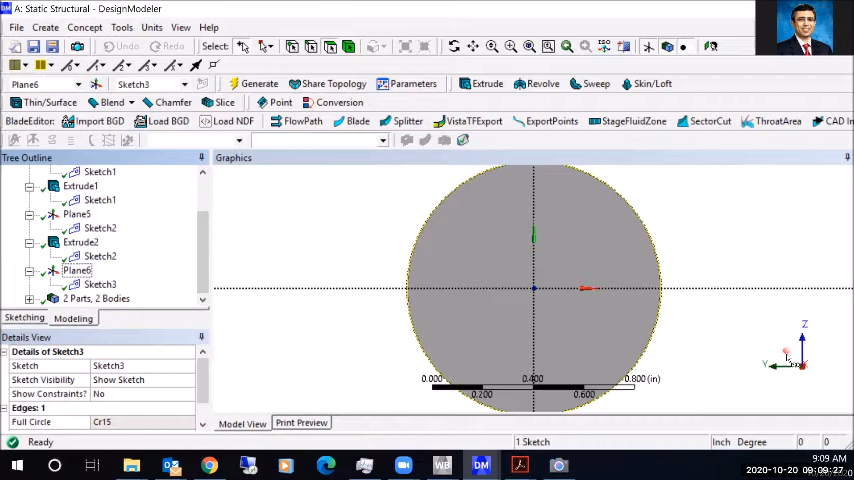 A: Static Structural - DesignModeler
File Create Concept Tools Units View Help
Undo Redo Select:
Plane6 Sketch3 Generate Share Topology Parameters Extrude Revolve Sweep Skin/Loft
Thin/Surface Blend Chamfer Slice Point Conversion
BladeEditor: Import BGD Load BGD Load NDF FlowPath Blade Splitter VistaTFExport ExportPoints StageFluidZone SectorCut ThroatArea CAD In
Tree Outline
Graphics
Sketch1
Extrude1
Sketch1
Plane5
Sketch2
Extrude2
Sketch2
Plane6
Sketch3
2 Parts, 2 Bodies
Sketching Modeling
Details View
Details of Sketch3
Sketch Sketch3
Sketch Visibility Show Sketch
Show Constraints? No
Edges: 1
Full Circle Cr15
0.000 0.400 0.800 (in)
0.200 0.600
Z
Y
X
Model View Print Preview
Ready 1 Sketch Inch Degree 0 0
9:09 AM
2020-10-20 09:09:27